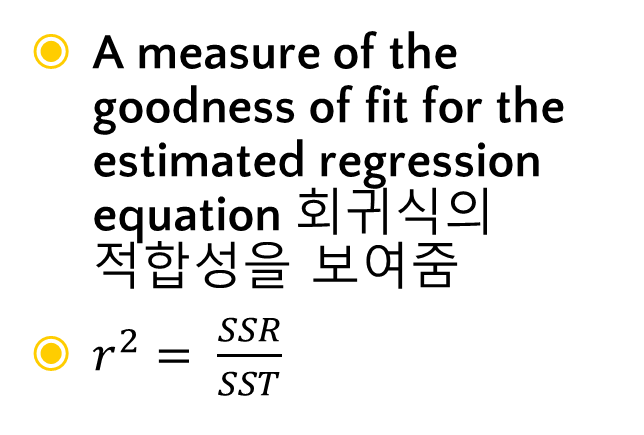 A measure of the
goodness of fit for the
estimated regression
equation 회귀식의
적합성을 보여줌
r² = SSR/SST